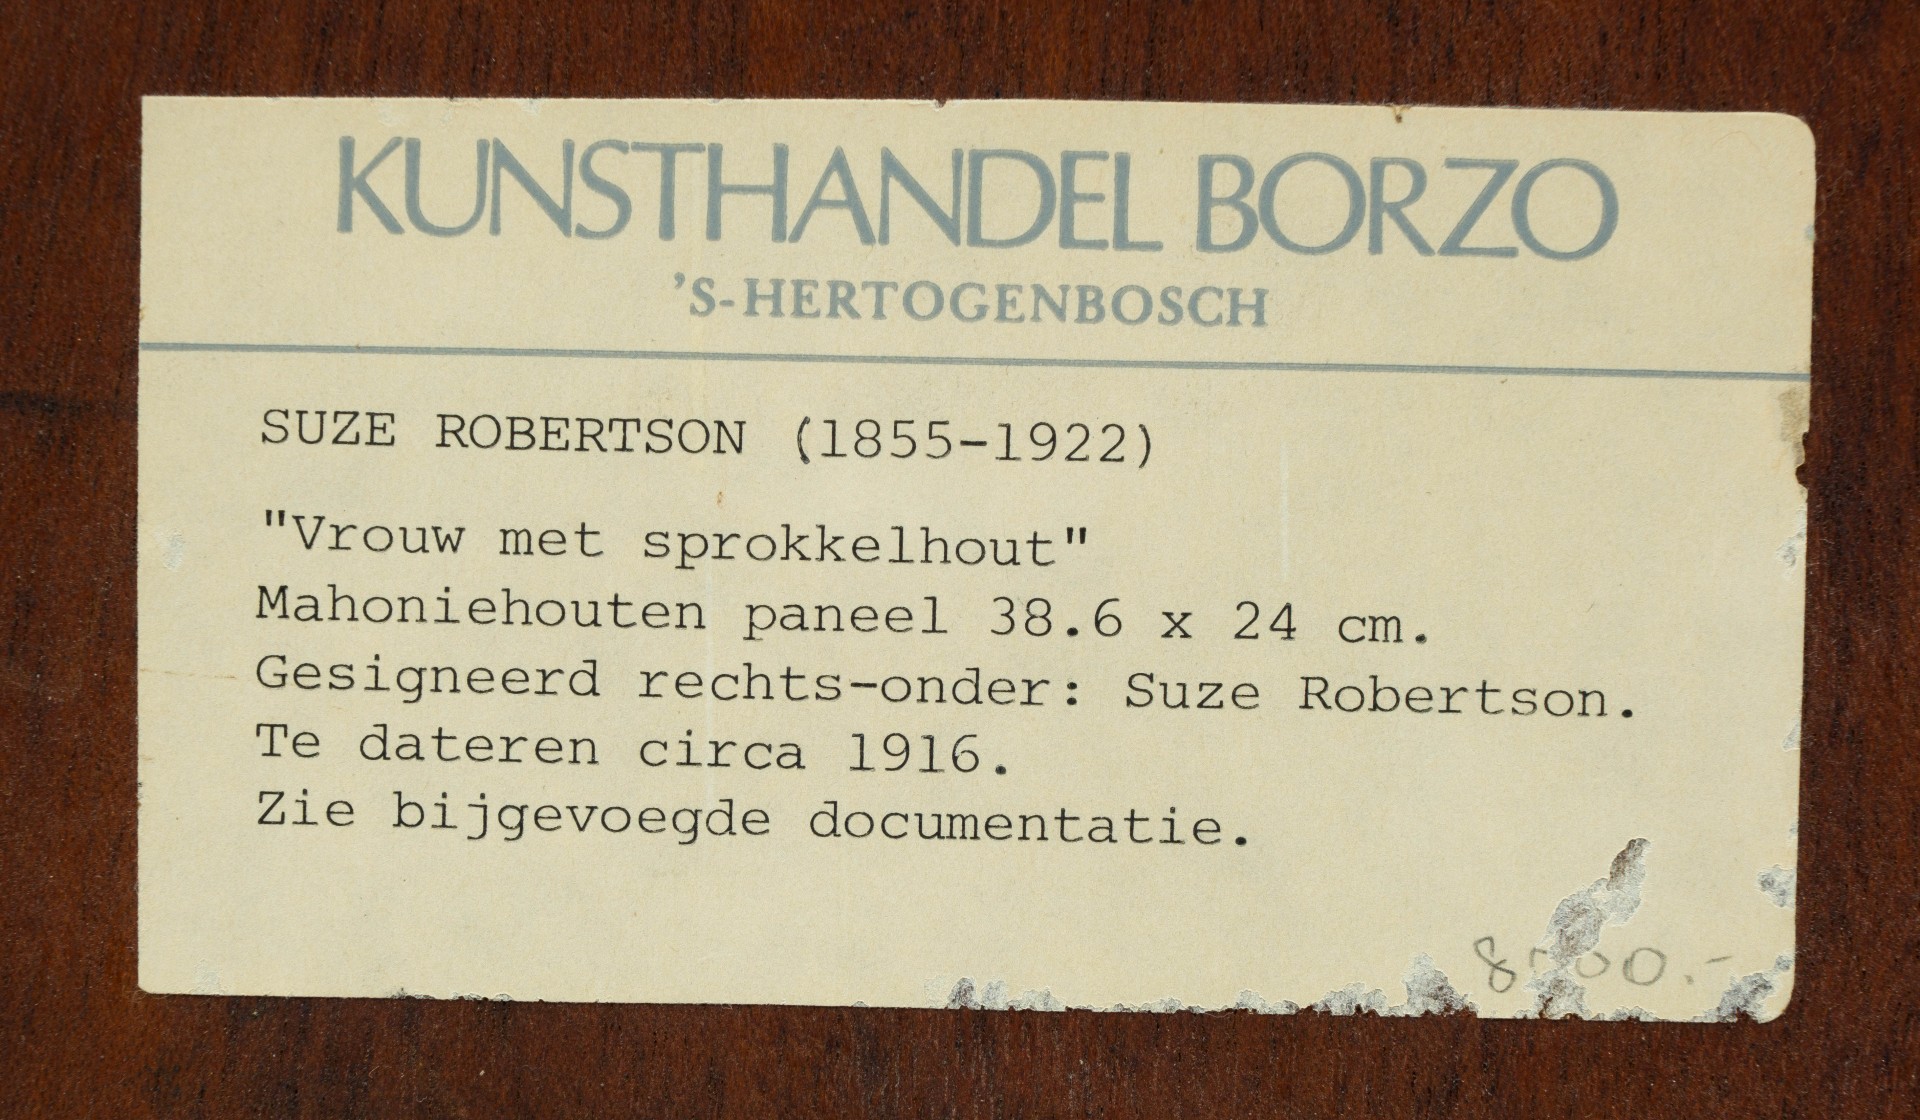 KUNSTHANDEL BORZO
'S-HERTOGENBOSCH
SUZE ROBERTSON (1855-1922)
"Vrouw met sprokkelhout"
Mahoniehouten paneel 38.6 x 24 cm.
Gesigneerd rechts-onder: Suze Robertson.
Te dateren circa 1916.
Zie bijgevoegde documentatie.